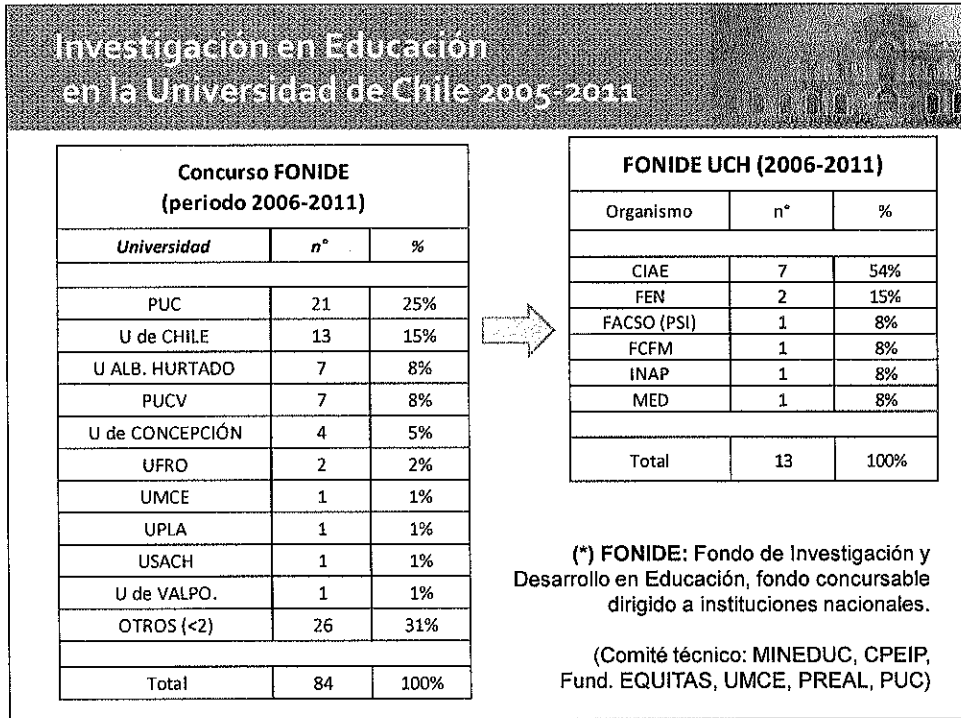 Investigación en Educación
en la Universidad de Chile 2005-2011
Concurso FONIDE
(periodo 2006-2011)
Universidad n° %
PUC 21 25%
U de CHILE 13 15%
U ALB. HURTADO 7 8%
PUCV 7 8%
U de CONCEPCIÓN 4 5%
UFRO 2 2%
UMCE 1 1%
UPLA 1 1%
USACH 1 1%
U de VALPO. 1 1%
OTROS (<2) 26 31%
Total 84 100%
FONIDE UCH (2006-2011)
Organismo n° %
CIAE 7 54%
FEN 2 15%
FACSO (PSI) 1 8%
FCFM 1 8%
INAP 1 8%
MED 1 8%
Total 13 100%
(*) FONIDE: Fondo de Investigación y
Desarrollo en Educación, fondo concursable
dirigido a instituciones nacionales.
(Comité técnico: MINEDUC, CPEIP,
Fund. EQUITAS, UMCE, PREAL, PUC)